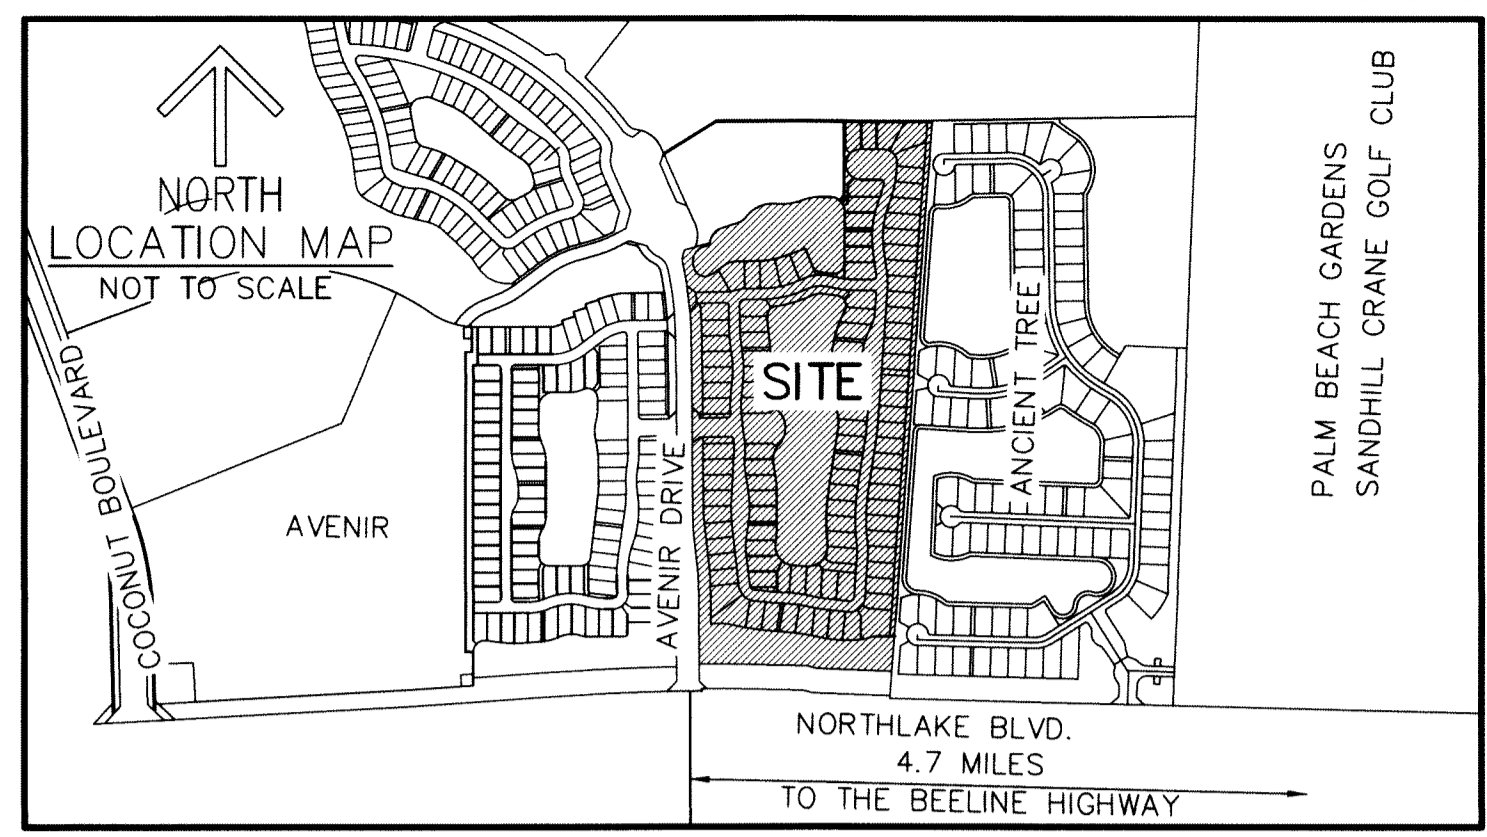 NORTH
LOCATION MAP
NOT TO SCALE
COCONUT BOULEVARD
AVENIR
AVENIR DRIVE
SITE
ANCIENT TREE
PALM BEACH GARDENS
SANDHILL CRANE GOLF CLUB
NORTHLAKE BLVD.
4.7 MILES
TO THE BEELINE HIGHWAY